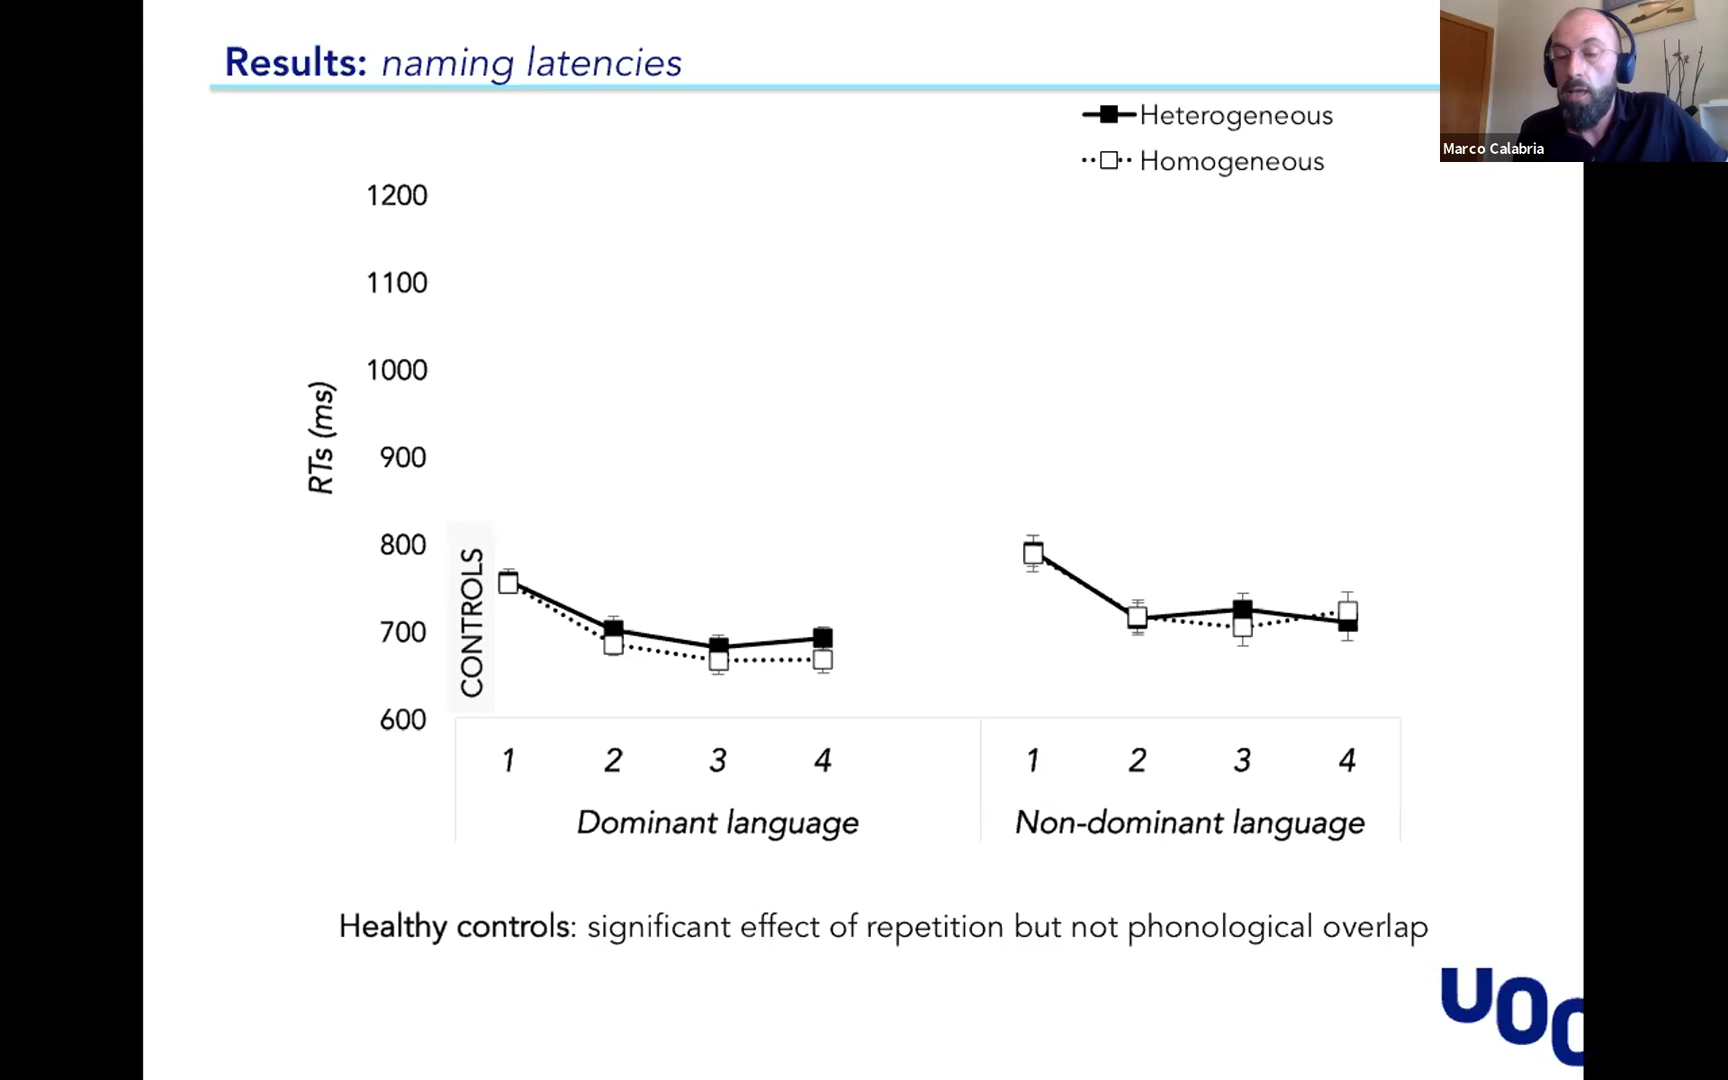 Results: naming latencies
Heterogeneous
Homogeneous
Marco Calabria
1200
1100
1000
900
800
700
600
RTs (ms)
CONTROLS
1 2 3 4 1 2 3 4
Dominant language Non-dominant language
Healthy controls: significant effect of repetition but not phonological overlap
UOC